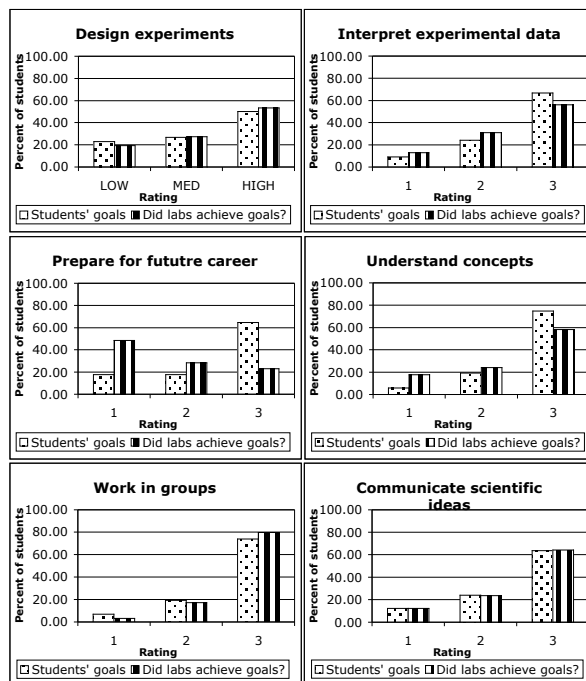 Design experiments
Percent of students
100.00
80.00
60.00
40.00
20.00
0.00
LOW MED HIGH
Rating
Students' goals Did labs achieve goals?
Interpret experimental data
Percent of students
100.00
80.00
60.00
40.00
20.00
0.00
1 2 3
Rating
Students' goals Did labs achieve goals?
Prepare for fututre career
Percent of students
100.00
80.00
60.00
40.00
20.00
0.00
1 2 3
Rating
Students' goals Did labs achieve goals?
Understand concepts
Percent of students
100.00
80.00
60.00
40.00
20.00
0.00
1 2 3
Rating
Students' goals Did labs achieve goals?
Work in groups
Percent of students
100.00
80.00
60.00
40.00
20.00
0.00
1 2 3
Rating
Students' goals Did labs achieve goals?
Communicate scientific
ideas
Percent of students
100.00
80.00
60.00
40.00
20.00
0.00
1 2 3
Rating
Students' goals Did labs achieve goals?